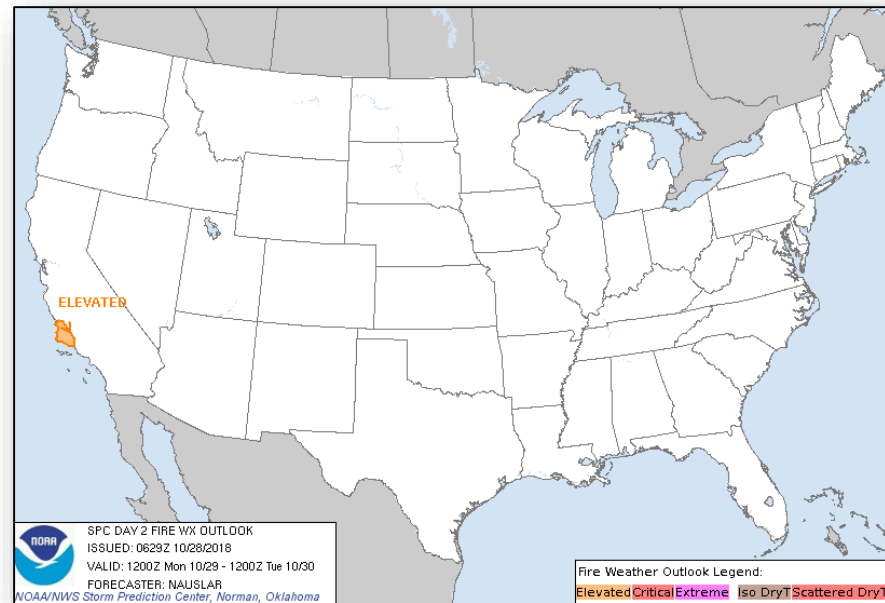 ELEVATED
NOAA
SPC DAY 2 FIRE WX OUTLOOK
ISSUED: 0629Z 10/28/2018
VALID: 1200Z Mon 10/29 - 1200Z Tue 10/30
FORECASTER: NAUSLAR
NOAA/NWS Storm Prediction Center, Norman, Oklahoma
Fire Weather Outlook Legend:
Elevated Critical Extreme Iso DryT Scattered DryT